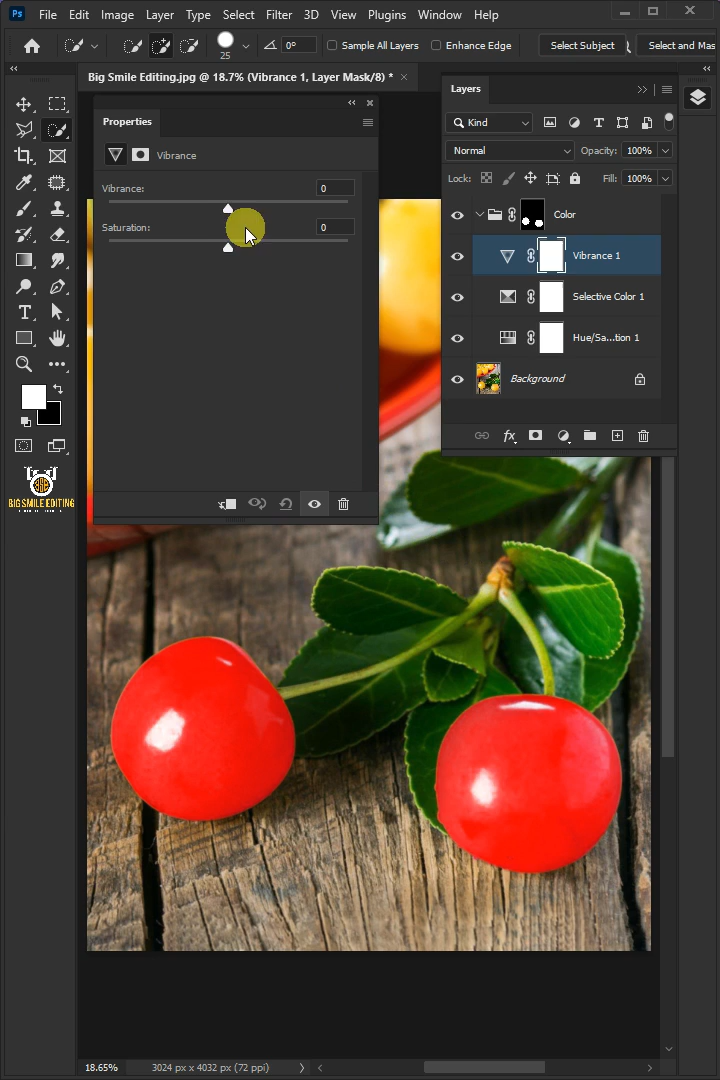 Ps File Edit Image Layer Type Select Filter 3D View Plugins Window Help
25 0° Sample All Layers Enhance Edge Select Subject Select and Mas
Big Smile Editing.jpg @ 18.7% (Vibrance 1, Layer Mask/8) *
Properties
Vibrance
Vibrance: 0
Saturation: 0
Layers
Kind
Normal Opacity: 100%
Lock: Fill: 100%
Color
Vibrance 1
Selective Color 1
Hue/Sa...tion 1
Background
fx
BIG SMILE EDITING
18.65% 3024 px x 4032 px (72 ppi)